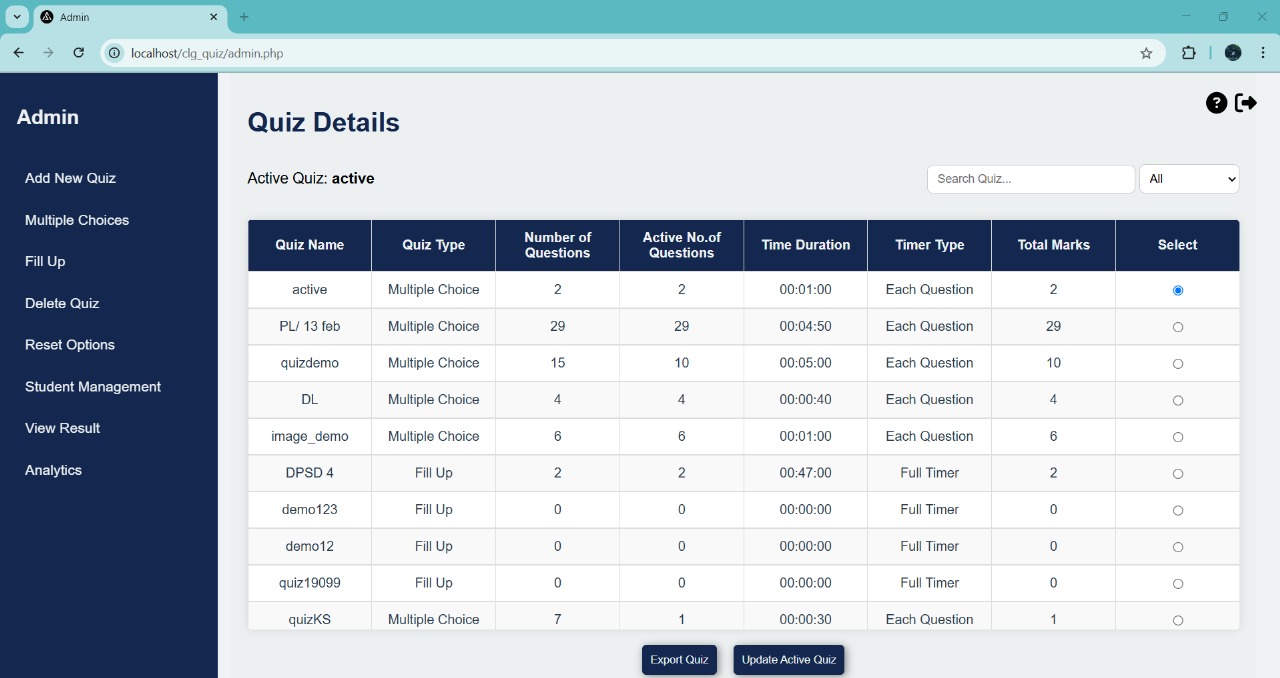 Admin
localhost/clg_quiz/admin.php
Admin
Add New Quiz
Multiple Choices
Fill Up
Delete Quiz
Reset Options
Student Management
View Result
Analytics
?
Quiz Details
Active Quiz: active
Search Quiz...
All
Quiz Name Quiz Type Number of Questions Active No.of Questions Time Duration Timer Type Total Marks Select
active Multiple Choice 2 2 00:01:00 Each Question 2
PL/ 13 feb Multiple Choice 29 29 00:04:50 Each Question 29
quizdemo Multiple Choice 15 10 00:05:00 Each Question 10
DL Multiple Choice 4 4 00:00:40 Each Question 4
image_demo Multiple Choice 6 6 00:01:00 Each Question 6
DPSD 4 Fill Up 2 2 00:47:00 Full Timer 2
demo123 Fill Up 0 0 00:00:00 Full Timer 0
demo12 Fill Up 0 0 00:00:00 Full Timer 0
quiz19099 Fill Up 0 0 00:00:00 Full Timer 0
quizKS Multiple Choice 7 1 00:00:30 Each Question 1
Export Quiz
Update Active Quiz